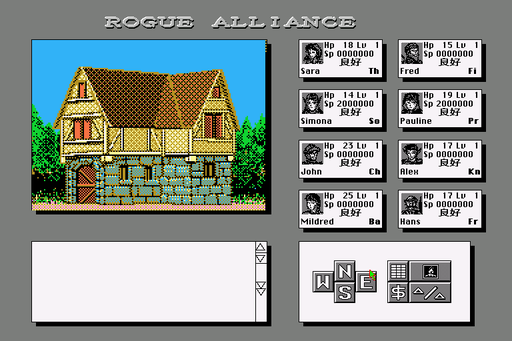 ROGUE ALLIANCE
Hp 18 Lv 1
Sp 0000000
良好
Sara Th
Hp 15 Lv 1
Sp 0000000
良好
Fred Fi
Hp 14 Lv 1
Sp 2000000
良好
Simona So
Hp 19 Lv 1
Sp 2000000
良好
Pauline Pr
Hp 23 Lv 1
Sp 0000000
良好
John Ch
Hp 17 Lv 1
Sp 0000000
良好
Alex Kn
Hp 25 Lv 1
Sp 0000000
良好
Mildred Ba
Hp 17 Lv 1
Sp 0000000
良好
Hans Fr
N
W E
S
$